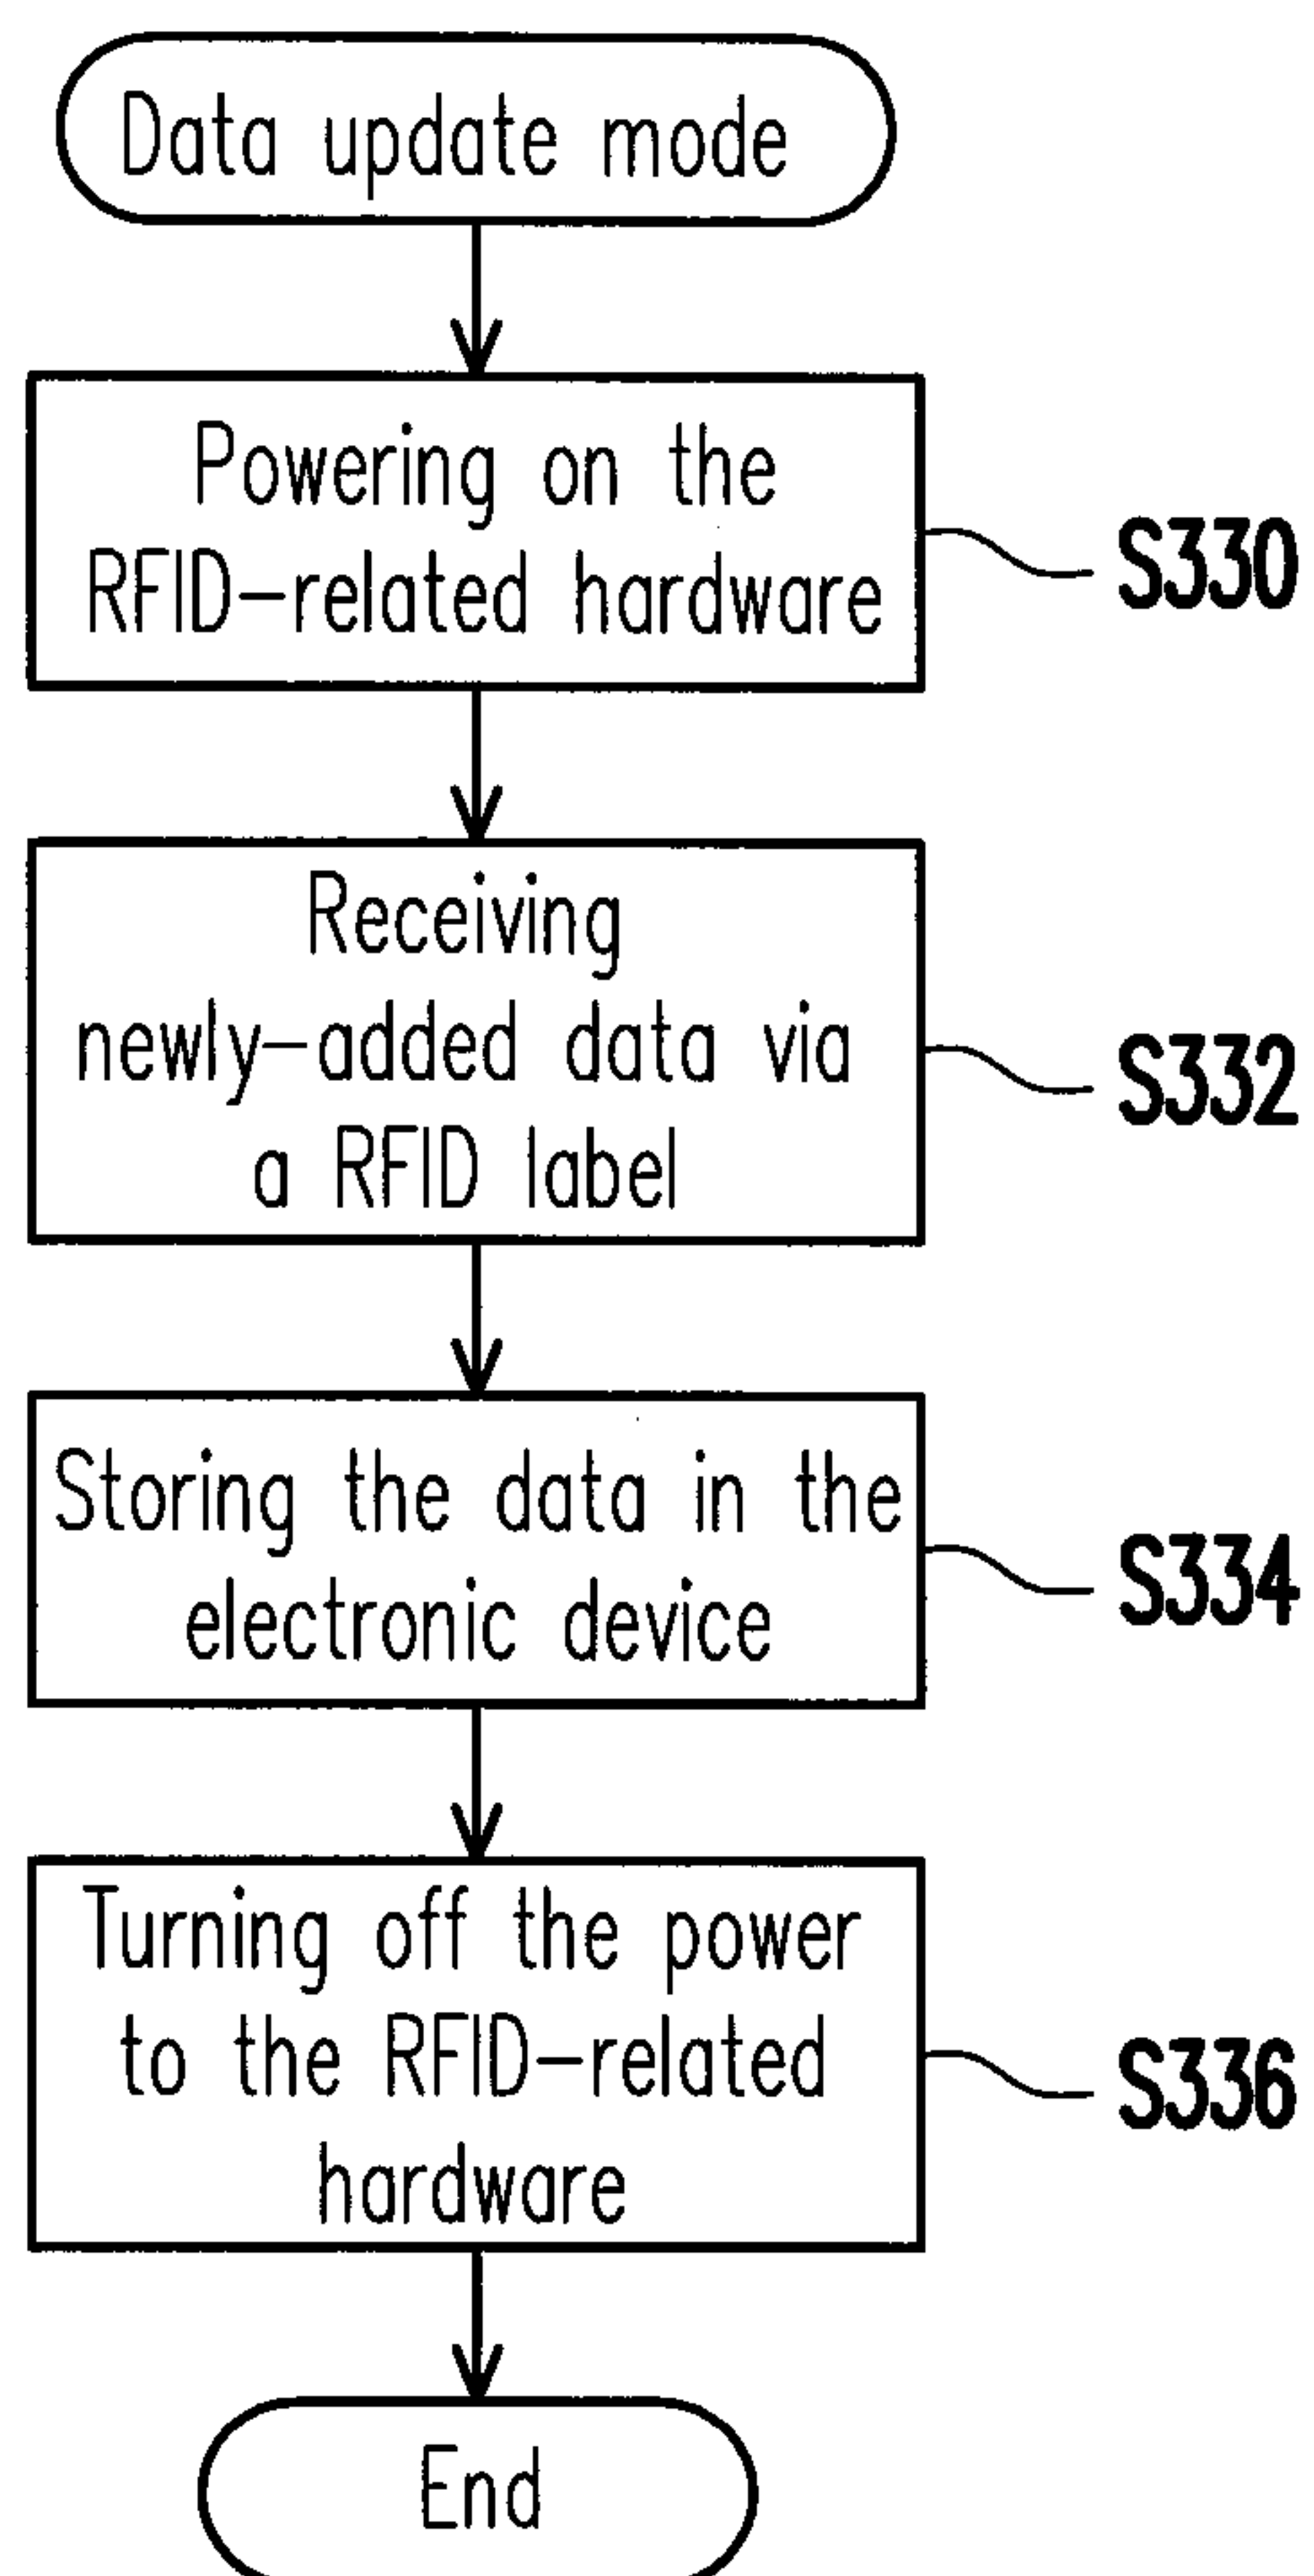 Data update mode
Powering on the
RFID-related hardware
S330
Receiving
newly-added data via
a RFID label
S332
Storing the data in the
electronic device
S334
Turning off the power
to the RFID-related
hardware
S336
End